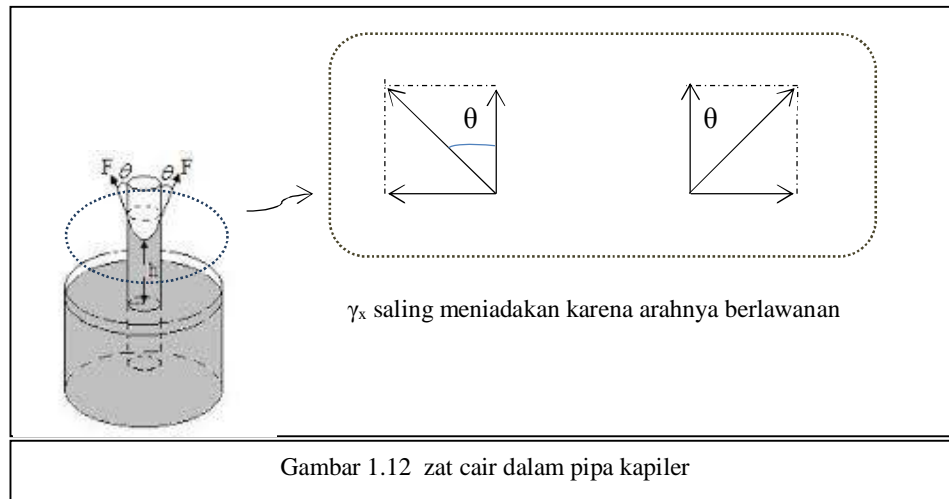 θ
θ
F θ θ F
h
γₓ saling meniadakan karena arahnya berlawanan
Gambar 1.12 zat cair dalam pipa kapiler